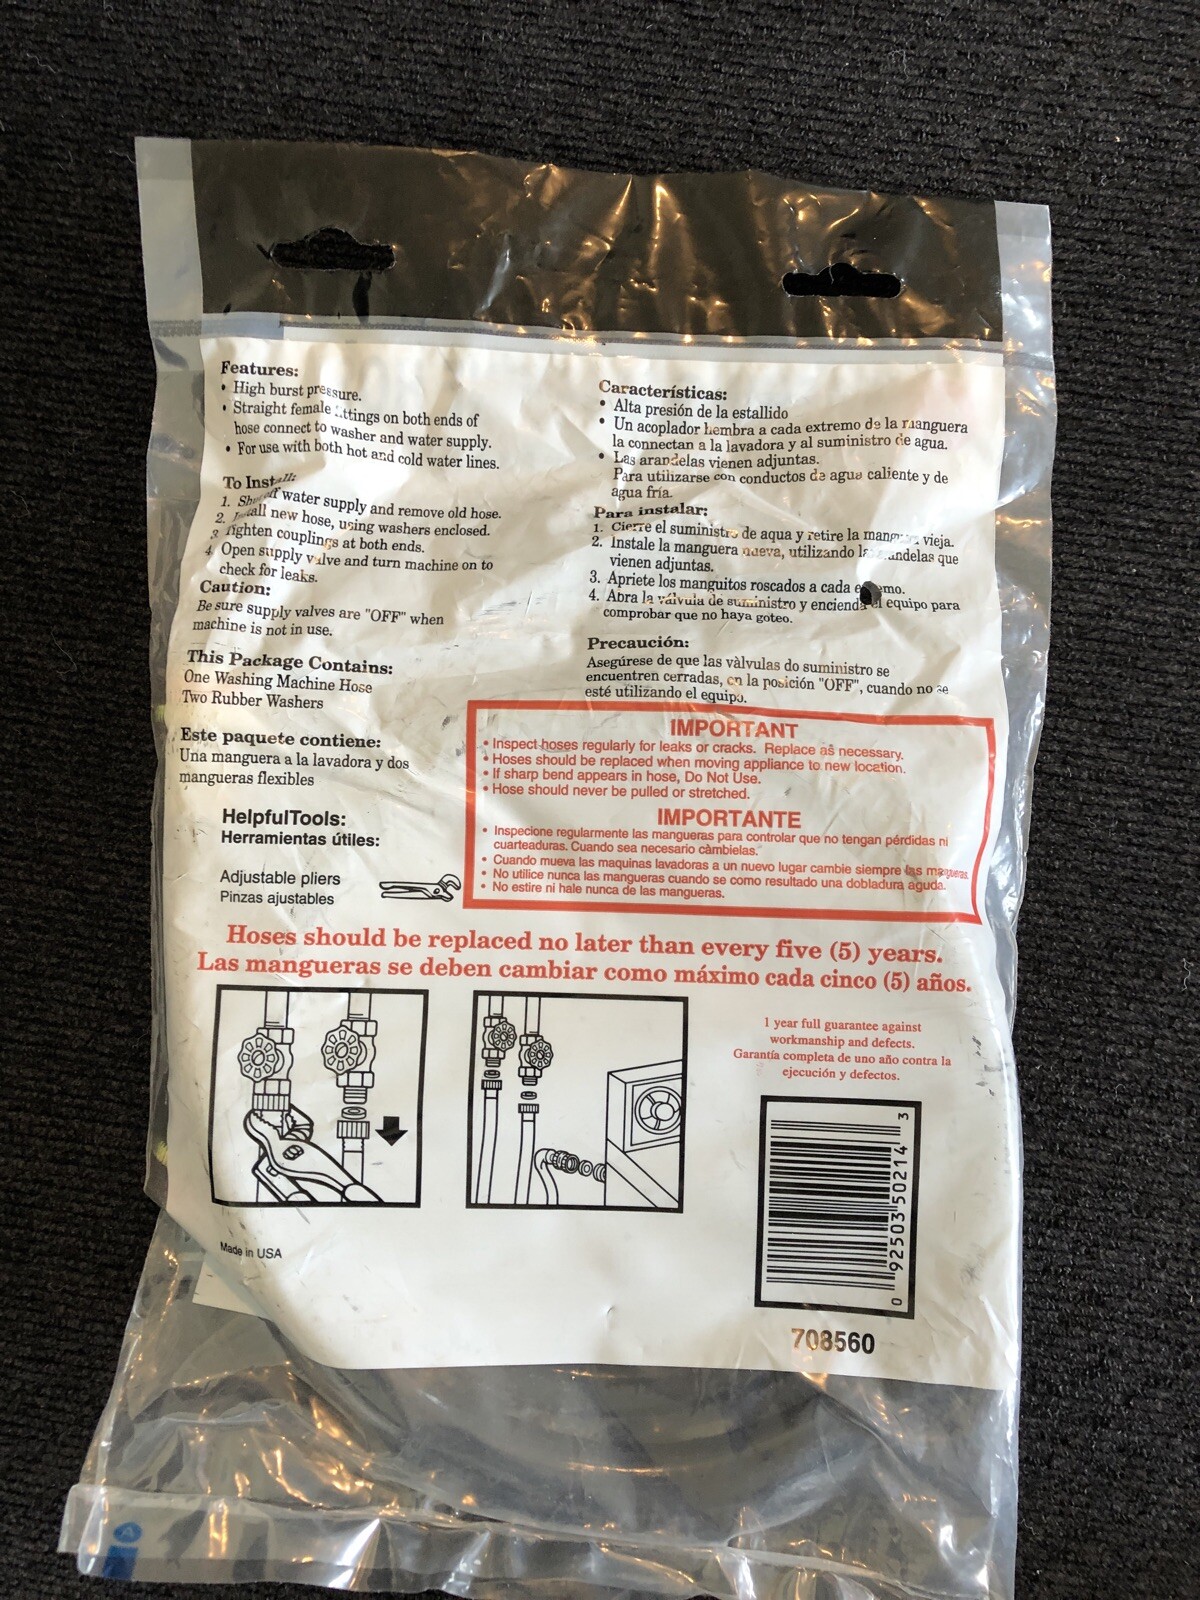 Features:
• High burst pressure.
• Straight female ttings on both ends of
hose connect to washer and water supply.
• For use with both hot and cold water lines.
To Install:
1. Shut off water supply and remove old hose.
2. Install new hose, using washers enclosed.
3. Tighten couplings at both ends.
4. Open supply valve and turn machine on to
check for leaks.
Caution:
Be sure supply valves are "OFF" when
machine is not in use.
This Package Contains:
One Washing Machine Hose
Two Rubber Washers
Este paquete contiene:
Una manguera a la lavadora y dos
mangueras flexibles
HelpfulTools:
Herramientas útiles:
Adjustable pliers
Pinzas ajustables
Características:
• Alta presión de la estallido
• Un acoplador hembra a cada extremo de la manguera
la connectan a la lavadora y al suministro de agua.
• Las arandelas vienen adjuntas.
Para utilizarse con conductos de agua caliente y de
agua fría.
Para instalar:
1. Cierre el suministro de aqua y retire la manguera vieja.
2. Instale la manguera nueva, utilizando las arandelas que
vienen adjuntas.
3. Apriete los manguitos roscados a cada extremo.
4. Abra la válvula de suministro y encienda el equipo para
comprobar que no haya goteo.
Precaución:
Asegúrese de que las vàlvulas do suministro se
encuentren cerradas, en la posición "OFF", cuando no se
esté utilizando el equipo.
IMPORTANT
• Inspect hoses regularly for leaks or cracks. Replace as necessary.
• Hoses should be replaced when moving appliance to new location.
• If sharp bend appears in hose, Do Not Use.
• Hose should never be pulled or stretched.
IMPORTANTE
• Inspecione regularmente las mangueras para controlar que no tengan pérdidas ni
cuarteaduras. Cuando sea necesario càmbielas.
• Cuando mueva las maquinas lavadoras a un nuevo lugar cambie siempre las mangueras.
• No utilice nunca las mangueras cuando se como resultado una dobladura aguda.
• No estire ni hale nunca de las mangueras.
Hoses should be replaced no later than every five (5) years.
Las mangueras se deben cambiar como máximo cada cinco (5) años.
1 year full guarantee against
workmanship and defects.
Garantía completa de uno año contra la
ejecución y defectos.
0 92503 50214 3
708560
Made in USA